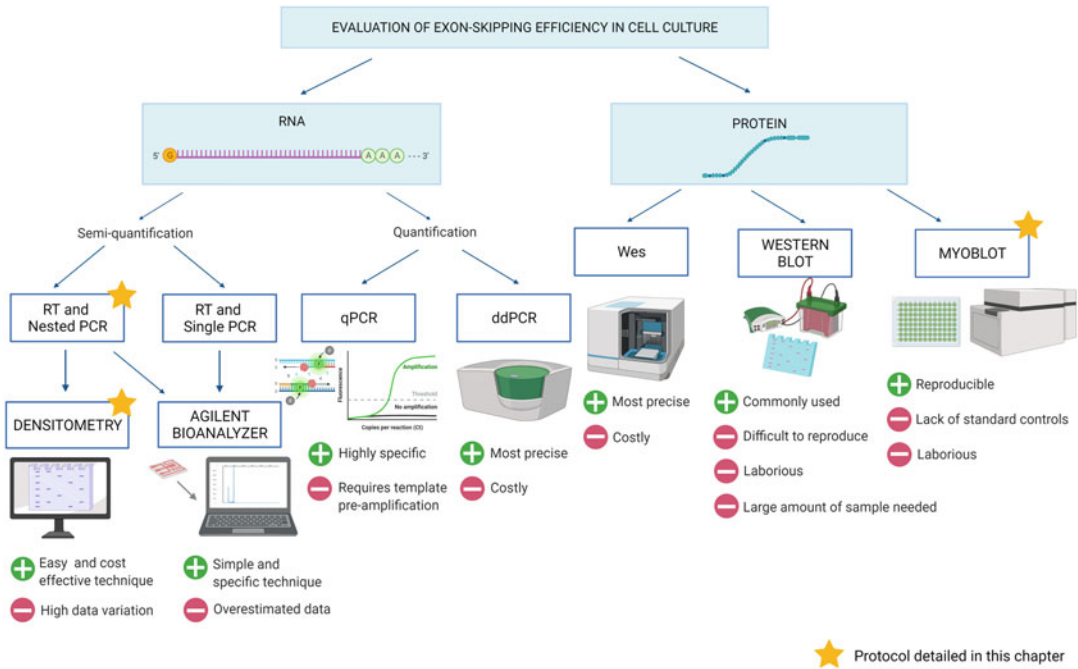 EVALUATION OF EXON-SKIPPING EFFICIENCY IN CELL CULTURE
RNA
5' G A A A ... 3'
PROTEIN
Semi-quantification
Quantification
Wes
WESTERN
BLOT
MYOBLOT
RT and
Nested PCR
RT and
Single PCR
qPCR
ddPCR
DENSITOMETRY
AGILENT
BIOANALYZER
Fluorescence
Amplification
Threshold
No amplification
Copies per reaction (Ct)
Easy and cost
effective technique
High data variation
Simple and
specific technique
Overestimated data
Highly specific
Requires template
pre-amplification
Most precise
Costly
Most precise
Costly
Commonly used
Difficult to reproduce
Laborious
Large amount of sample needed
Reproducible
Lack of standard controls
Laborious
Protocol detailed in this chapter